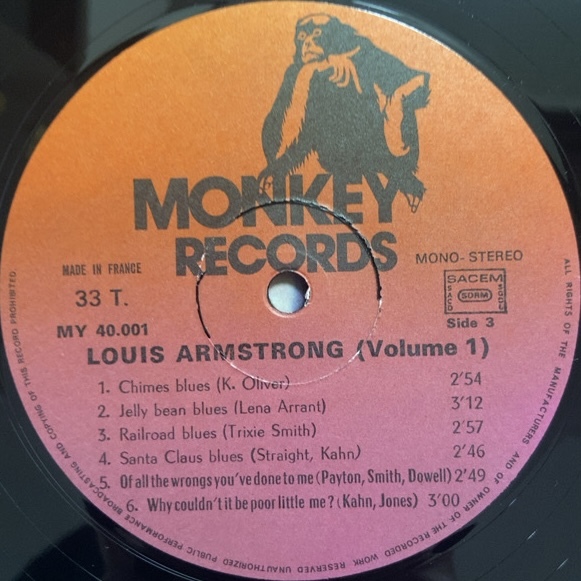 MONKEY
RECORDS
MADE IN FRANCE
33 T.
MY 40.001
MONO - STEREO
SACEM
SACD SDRM SGDL
Side 3
LOUIS ARMSTRONG (Volume 1)
1. Chimes blues (K. Oliver) 2'54
2. Jelly bean blues (Lena Arrant) 3'12
3. Railroad blues (Trixie Smith) 2'57
4. Santa Claus blues (Straight, Kahn) 2'46
5. Of all the wrongs you've done to me (Payton, Smith, Dowell) 2'49
6. Why couldn't it be poor little me? (Kahn, Jones) 3'00
ALL RIGHTS OF THE MANUFACTURERS AND OF OWNER OF THE RECORDED WORK RESERVED UNAUTHORIZED PUBLIC PERFORMANCE BROADCASTING AND COPYING OF THIS RECORD PROHIBITED